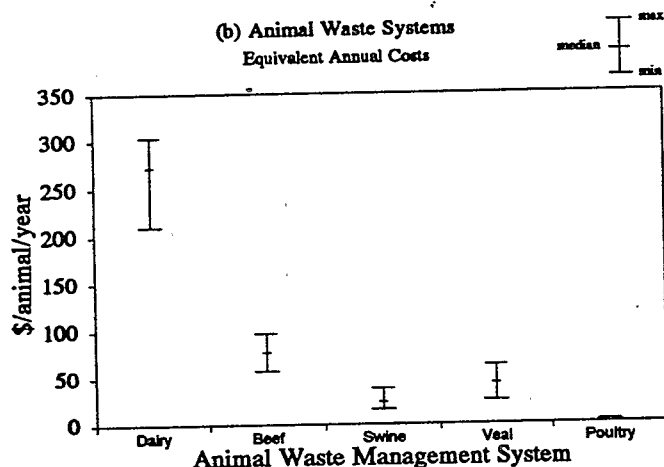 (b) Animal Waste Systems
Equivalent Annual Costs
max
median
min
350
300
250
200
150
100
50
0
$/animal/year
Dairy
Beef
Swine
Veal
Poultry
Animal Waste Management System